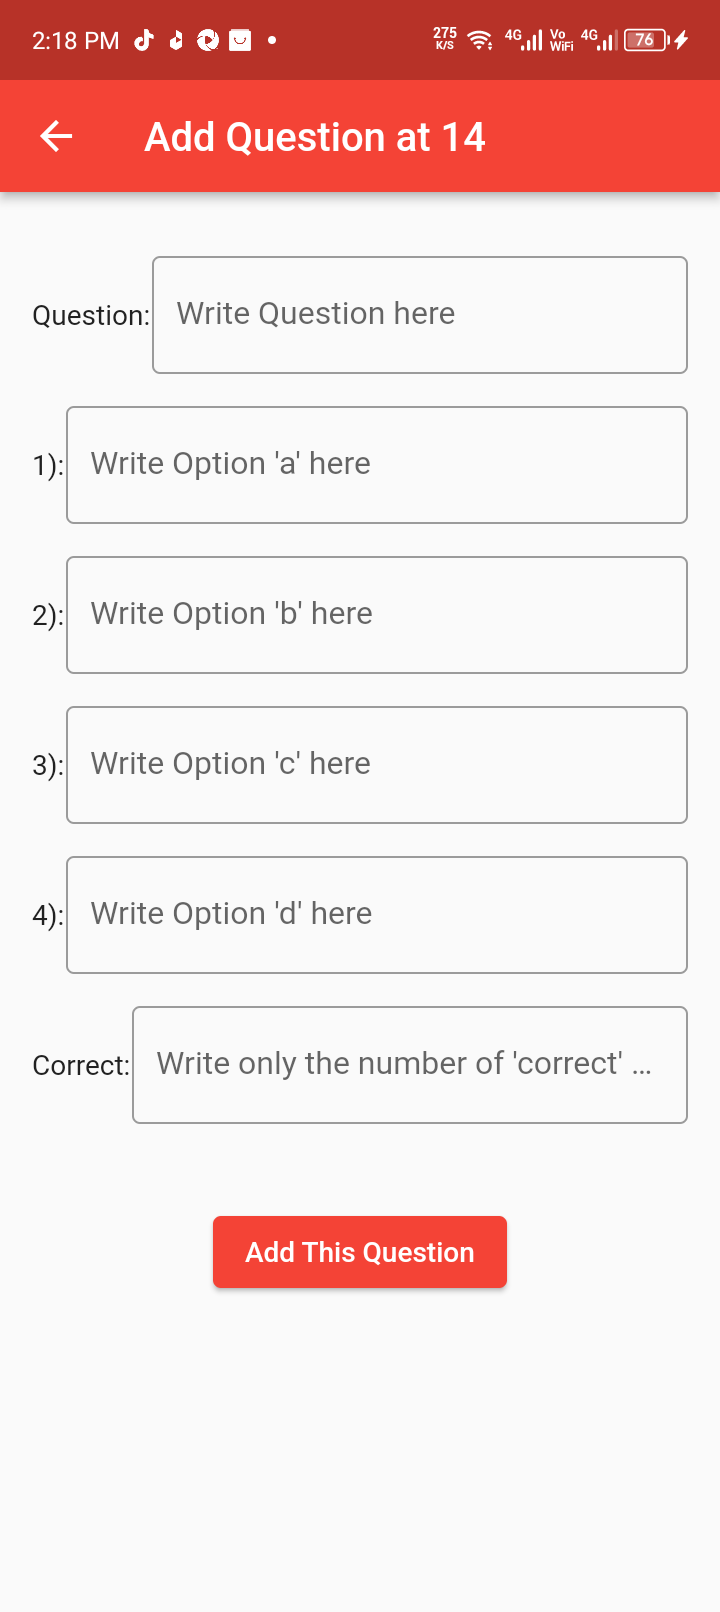 2:18 PM 275 K/S 4G Vo WiFi 4G 76
Add Question at 14
Question: Write Question here
1): Write Option 'a' here
2): Write Option 'b' here
3): Write Option 'c' here
4): Write Option 'd' here
Correct: Write only the number of 'correct' ...
Add This Question